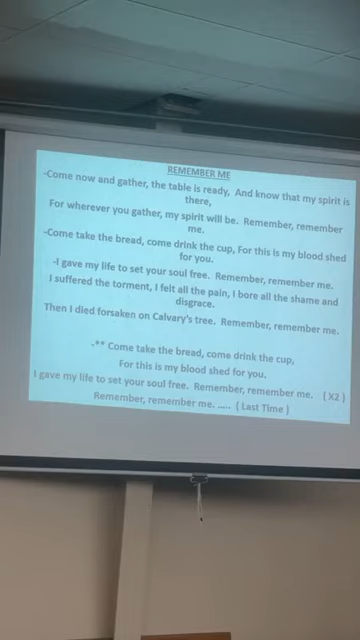 REMEMBER ME
-Come now and gather, the table is ready, And know that my spirit is
there,
For wherever you gather, my spirit will be. Remember, remember
me.
-Come take the bread, come drink the cup, For this is my blood shed
for you.
-I gave my life to set your soul free. Remember, remember me.
I suffered the torment, I felt all the pain, I bore all the shame and
disgrace.
Then I died forsaken on Calvary's tree. Remember, remember me.
-** Come take the bread, come drink the cup,
For this is my blood shed for you.
I gave my life to set your soul free. Remember, remember me. ( X2 )
Remember, remember me. ..... ( Last Time )